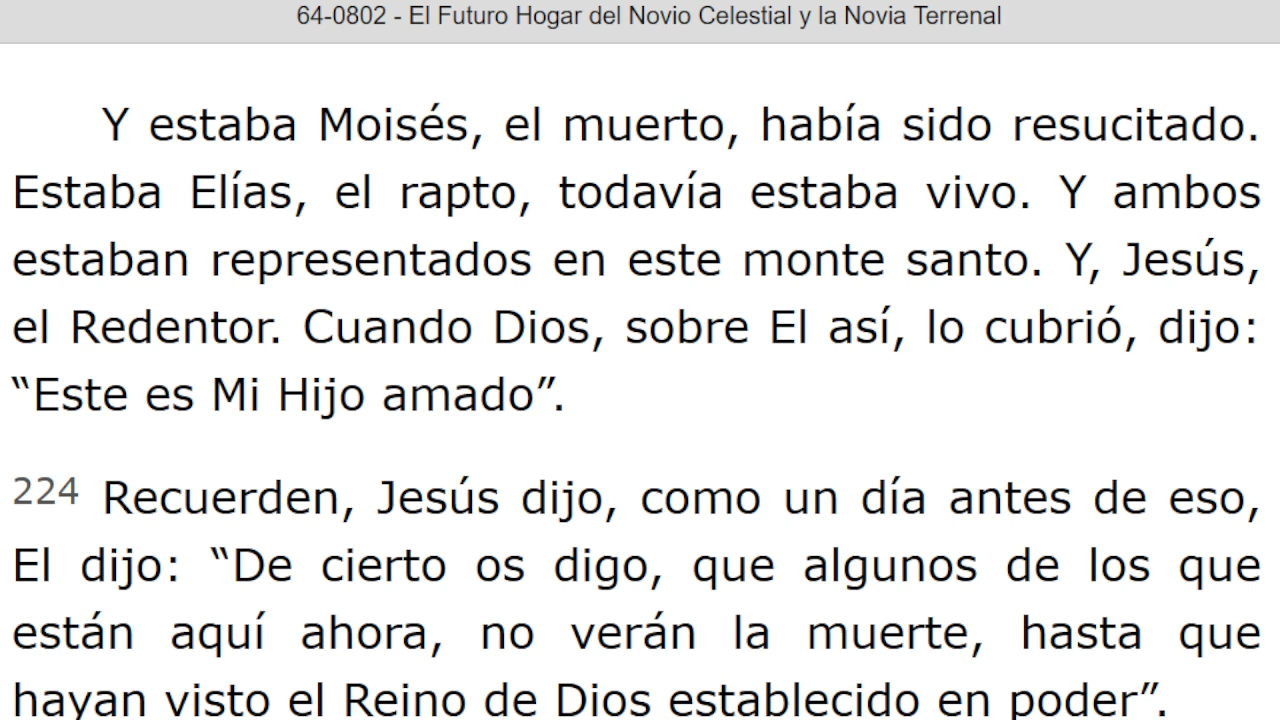 64-0802 - El Futuro Hogar del Novio Celestial y la Novia Terrenal
Y estaba Moisés, el muerto, había sido resucitado.
Estaba Elías, el rapto, todavía estaba vivo. Y ambos
estaban representados en este monte santo. Y, Jesús,
el Redentor. Cuando Dios, sobre El así, lo cubrió, dijo:
“Este es Mi Hijo amado”.
224 Recuerden, Jesús dijo, como un día antes de eso,
El dijo: “De cierto os digo, que algunos de los que
están aquí ahora, no verán la muerte, hasta que
hayan visto el Reino de Dios establecido en poder”.